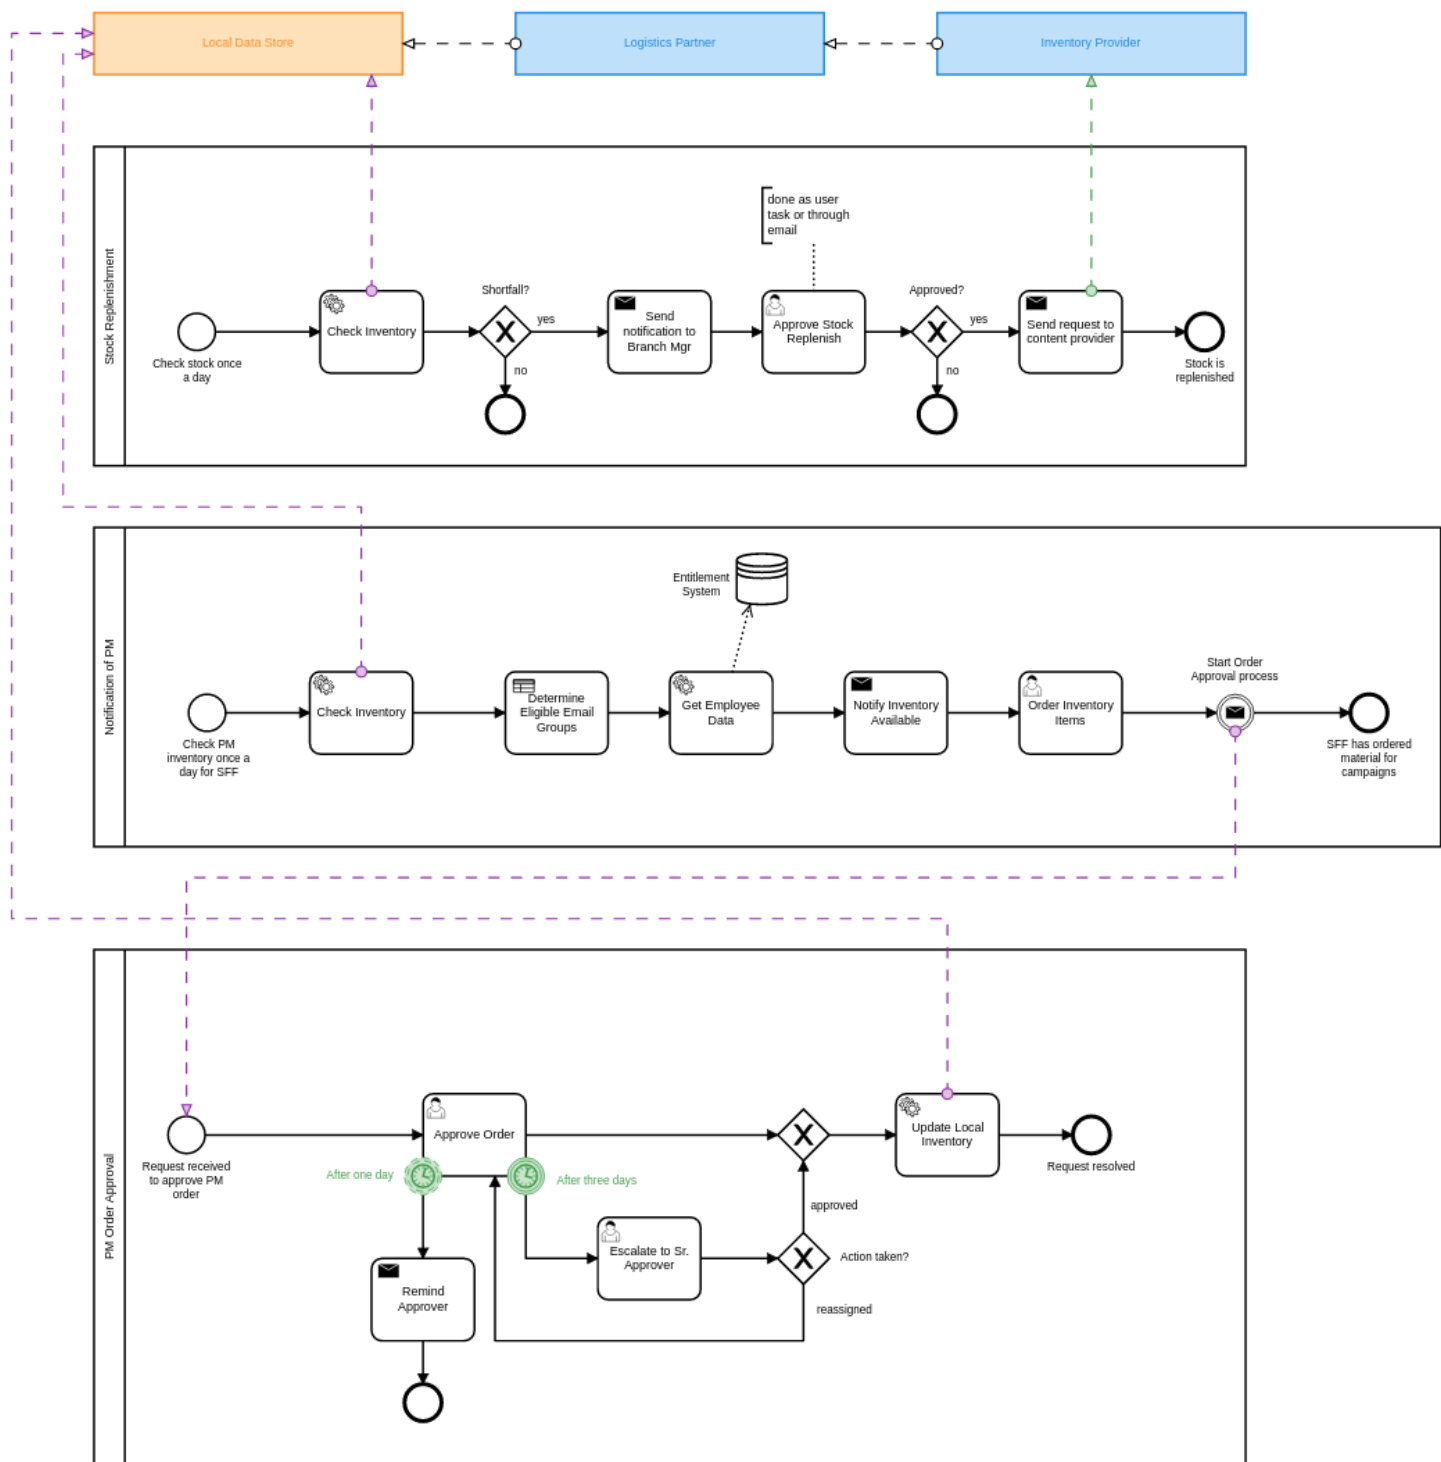 Local Data Store
Logistics Partner
Inventory Provider
Stock Replenishment
done as user
task or through
email
Check stock once
a day
Check Inventory
Shortfall?
yes
no
Send
notification to
Branch Mgr
Approve Stock
Replenish
Approved?
yes
no
Send request to
content provider
Stock is
replenished
Notification of PM
Entitlement
System
Check PM
inventory once a
day for SFF
Check Inventory
Determine
Eligible Email
Groups
Get Employee
Data
Notify Inventory
Available
Order Inventory
Items
Start Order
Approval process
SFF has ordered
material for
campaigns
PM Order Approval
Request received
to approve PM
order
Approve Order
After one day
After three days
Remind
Approver
Escalate to Sr.
Approver
approved
Action taken?
reassigned
Update Local
Inventory
Request resolved